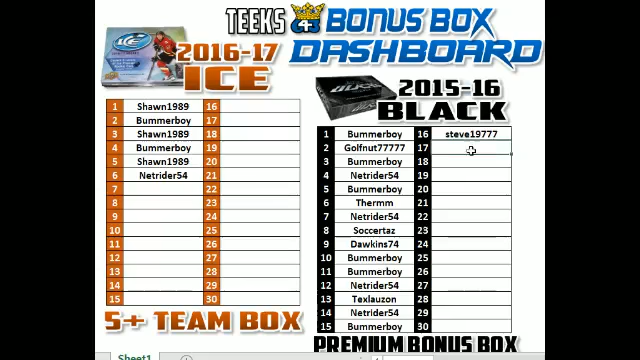 TEEKS 4 BONUS BOX
DASHBOARD
2016-17
ICE
ICE
2015-16
BLACK
1 Shawn1989 16
2 Bummerboy 17
3 Shawn1989 18
4 Bummerboy 19
5 Shawn1989 20
6 Netrider54 21
7 22
8 23
9 24
10 25
11 26
12 27
13 28
14 29
15 30
5+ TEAM BOX
1 Bummerboy 16 steve19777
2 Golfnut77777 17
3 Bummerboy 18
4 Netrider54 19
5 Bummerboy 20
6 Thermm 21
7 Netrider54 22
8 Soccertaz 23
9 Dawkins74 24
10 Bummerboy 25
11 Bummerboy 26
12 Netrider54 27
13 Texlauzon 28
14 Netrider54 29
15 Bummerboy 30
PREMIUM BONUS BOX
Sheet1